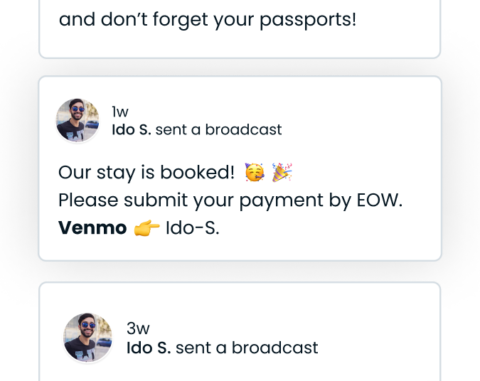 and don’t forget your passports!
1w
Ido S. sent a broadcast
Our stay is booked! 🥳 🎉
Please submit your payment by EOW.
Venmo 👉 Ido-S.
3w
Ido S. sent a broadcast